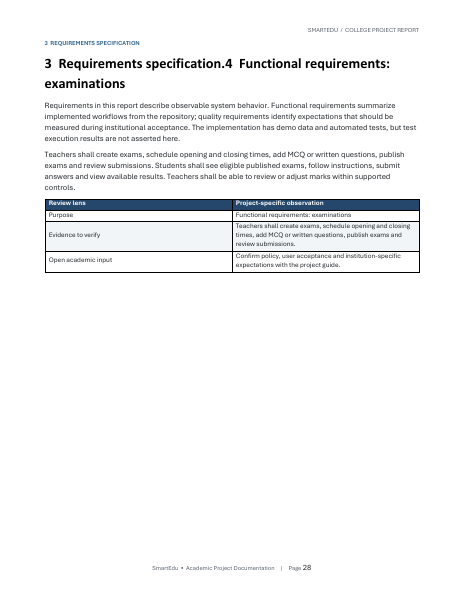 SMARTEDU / COLLEGE PROJECT REPORT
3 REQUIREMENTS SPECIFICATION
3 Requirements specification.4 Functional requirements:
examinations
Requirements in this report describe observable system behavior. Functional requirements summarize
implemented workflows from the repository; quality requirements identify expectations that should be
measured during institutional acceptance. The implementation has demo data and automated tests, but test
execution results are not asserted here.
Teachers shall create exams, schedule opening and closing times, add MCQ or written questions, publish
exams and review submissions. Students shall see eligible published exams, follow instructions, submit
answers and view available results. Teachers shall be able to review or adjust marks within supported
controls.
Review lens Project-specific observation
Purpose Functional requirements: examinations
Evidence to verify Teachers shall create exams, schedule opening and closing
times, add MCQ or written questions, publish exams and
review submissions.
Open academic input Confirm policy, user acceptance and institution-specific
expectations with the project guide.
SmartEdu • Academic Project Documentation | Page 28